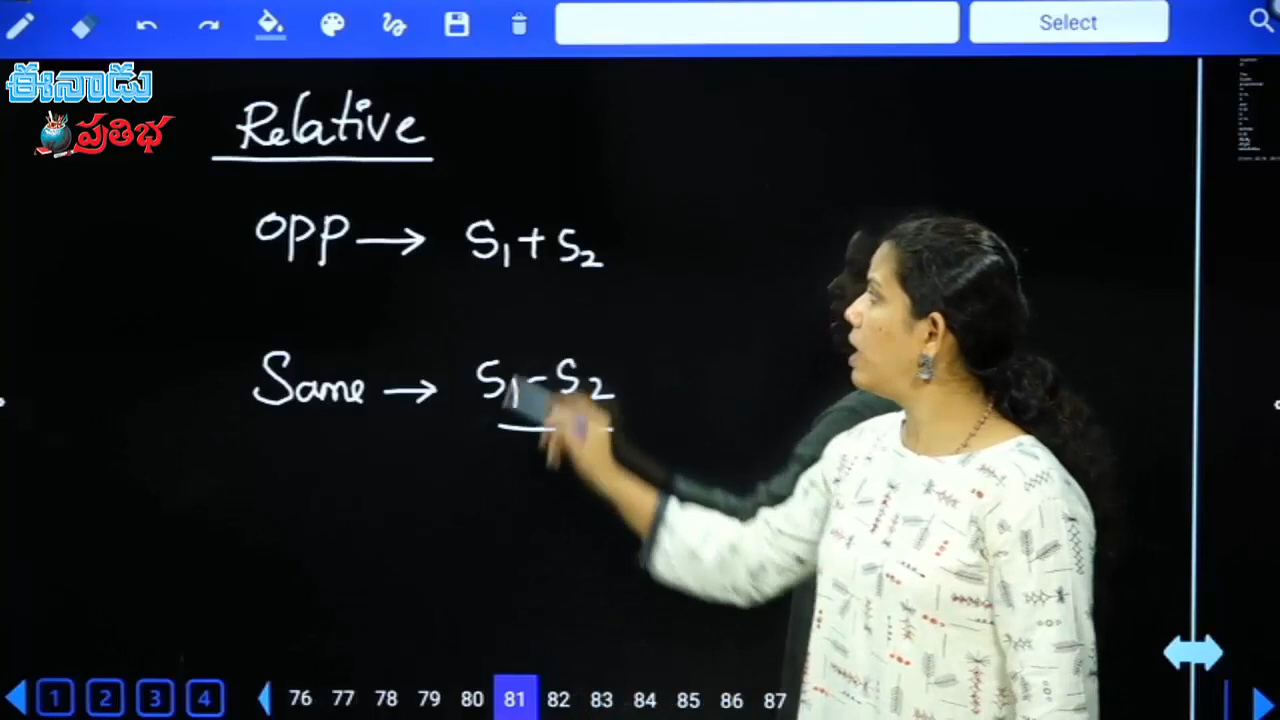 Select
ఈనాడు
ప్రతిభ
Relative
opp → S₁ + S₂
Same → S₁ - S₂
1 2 3 4 76 77 78 79 80 81 82 83 84 85 86 87